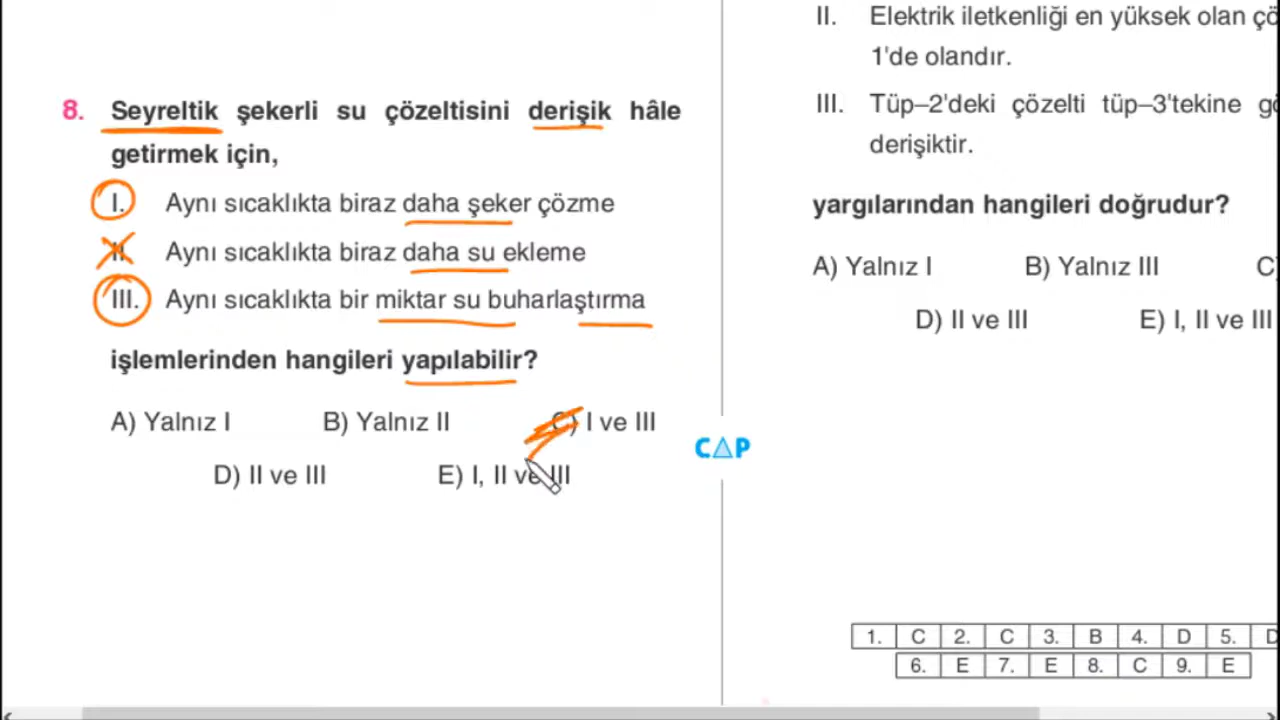 8. Seyreltik şekerli su çözeltisini derişik hâle
getirmek için,
I. Aynı sıcaklıkta biraz daha şeker çözme
II. Aynı sıcaklıkta biraz daha su ekleme
III. Aynı sıcaklıkta bir miktar su buharlaştırma
işlemlerinden hangileri yapılabilir?
A) Yalnız I B) Yalnız II C) I ve III
D) II ve III E) I, II ve III
CAP
II. Elektrik iletkenliği en yüksek olan çö
1'de olandır.
III. Tüp–2'deki çözelti tüp–3'tekine gö
derişiktir.
yargılarından hangileri doğrudur?
A) Yalnız I B) Yalnız III C)
D) II ve III E) I, II ve III
1. C 2. C 3. B 4. D 5. D
6. E 7. E 8. C 9. E